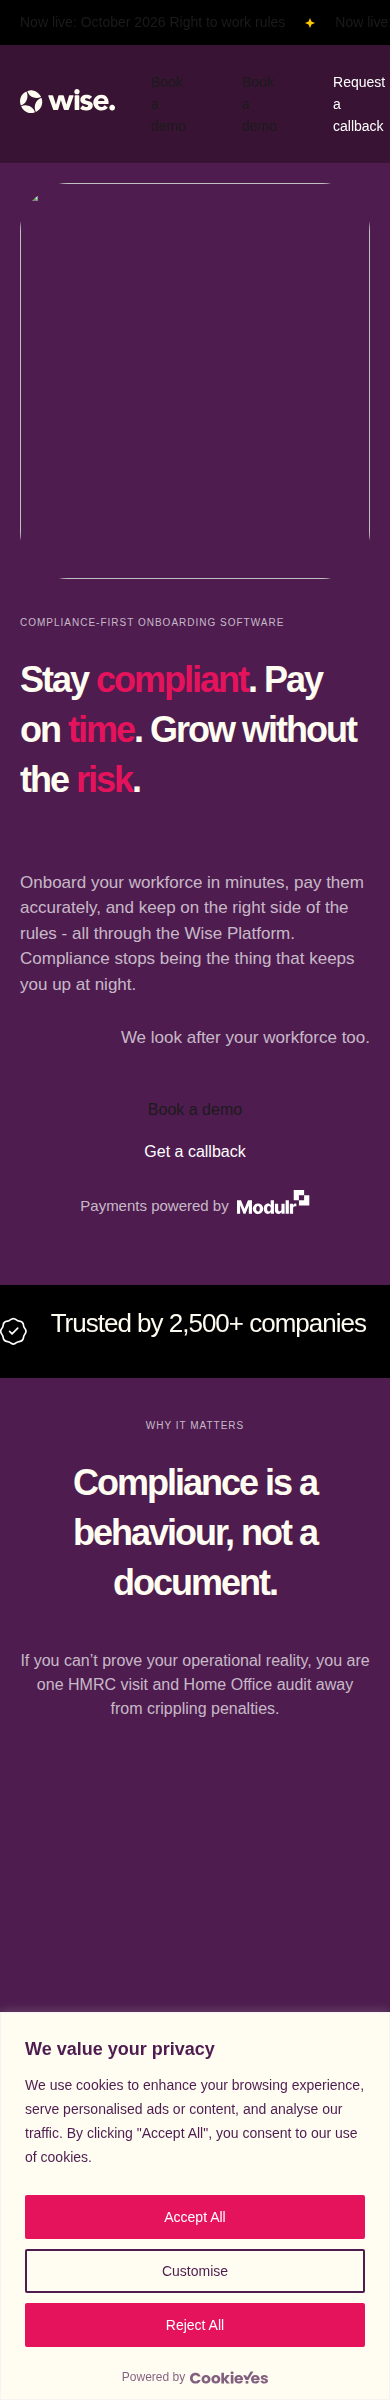 Now live: October 2026 Right to work rules ✦ Now live
wise.
Book a demo
Book a demo
Request a callback
COMPLIANCE-FIRST ONBOARDING SOFTWARE
Stay compliant. Pay
on time. Grow without
the risk.
Onboard your workforce in minutes, pay them
accurately, and keep on the right side of the
rules - all through the Wise Platform.
Compliance stops being the thing that keeps
you up at night.
We look after your workforce too.
Book a demo
Get a callback
Payments powered by Modulr
Trusted by 2,500+ companies
WHY IT MATTERS
Compliance is a
behaviour, not a
document.
If you can’t prove your operational reality, you are
one HMRC visit and Home Office audit away
from crippling penalties.
We value your privacy
We use cookies to enhance your browsing experience,
serve personalised ads or content, and analyse our
traffic. By clicking "Accept All", you consent to our use
of cookies.
Accept All
Customise
Reject All
Powered by CookieYes